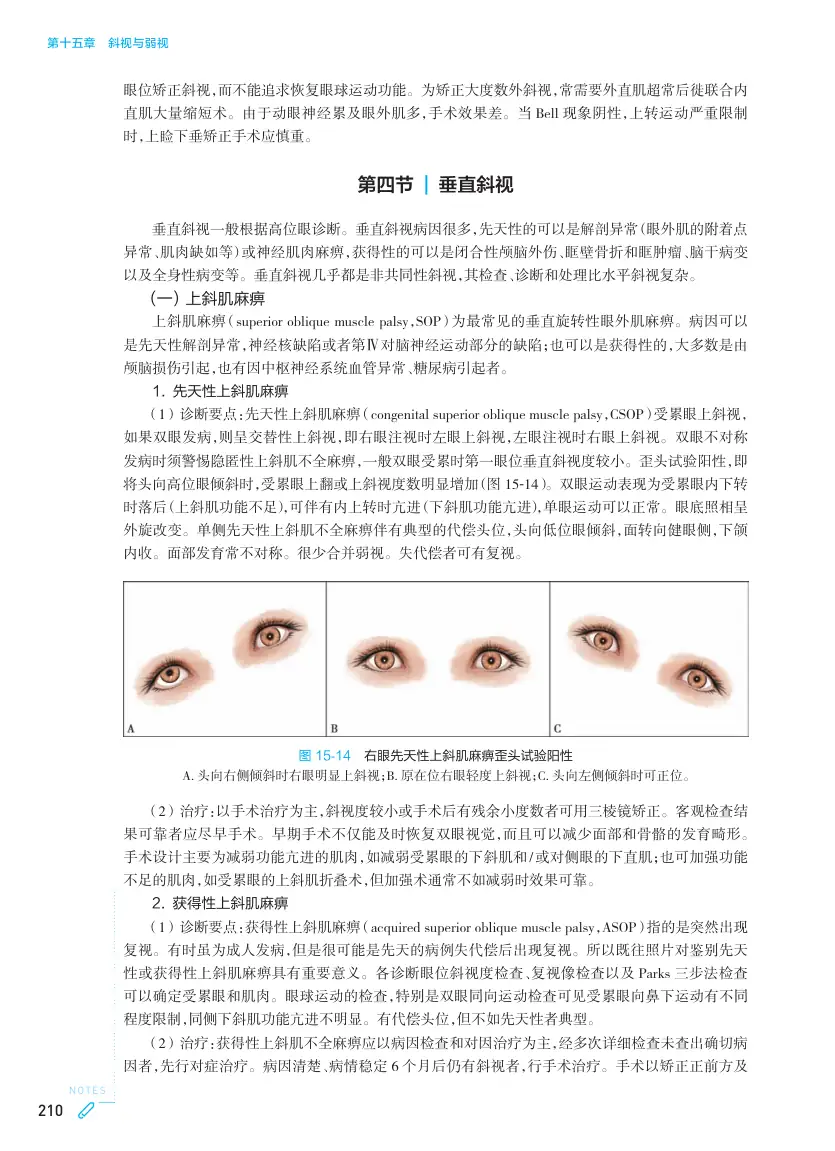 第十五章 斜视与弱视
眼位矫正斜视,而不能追求恢复眼球运动功能。为矫正大度数外斜视,常需要外直肌超常后徙联合内
直肌大量缩短术。由于动眼神经累及眼外肌多,手术效果差。当 Bell 现象阴性,上转运动严重限制
时,上睑下垂矫正手术应慎重。
第四节 | 垂直斜视
垂直斜视一般根据高位眼诊断。垂直斜视病因很多,先天性的可以是解剖异常(眼外肌的附着点
异常、肌肉缺如等)或神经肌肉麻痹,获得性的可以是闭合性颅脑外伤、眶壁骨折和眶肿瘤、脑干病变
以及全身性病变等。垂直斜视几乎都是非共同性斜视,其检查、诊断和处理比水平斜视复杂。
(一)上斜肌麻痹
上斜肌麻痹(superior oblique muscle palsy,SOP)为最常见的垂直旋转性眼外肌麻痹。病因可以
是先天性解剖异常,神经核缺陷或者第Ⅳ对脑神经运动部分的缺陷;也可以是获得性的,大多数是由
颅脑损伤引起,也有因中枢神经系统血管异常、糖尿病引起者。
1. 先天性上斜肌麻痹
(1)诊断要点:先天性上斜肌麻痹(congenital superior oblique muscle palsy,CSOP)受累眼上斜视,
如果双眼发病,则呈交替性上斜视,即右眼注视时左眼上斜视,左眼注视时右眼上斜视。双眼不对称
发病时须警惕隐匿性上斜肌不全麻痹,一般双眼受累时第一眼位垂直斜视度较小。歪头试验阳性,即
将头向高位眼倾斜时,受累眼上翻或上斜视度数明显增加(图 15-14)。双眼运动表现为受累眼内下转
时落后(上斜肌功能不足),可伴有内上转时亢进(下斜肌功能亢进),单眼运动可以正常。眼底照相呈
外旋改变。单侧先天性上斜肌不全麻痹伴有典型的代偿头位,头向低位眼倾斜,面转向健眼侧,下颌
内收。面部发育常不对称。很少合并弱视。失代偿者可有复视。
A B C
图 15-14 右眼先天性上斜肌麻痹歪头试验阳性
A. 头向右侧倾斜时右眼明显上斜视;B. 原在位右眼轻度上斜视;C. 头向左侧倾斜时可正位。
(2)治疗:以手术治疗为主,斜视度较小或手术后有残余小度数者可用三棱镜矫正。客观检查结
果可靠者应尽早手术。早期手术不仅能及时恢复双眼视觉,而且可以减少面部和骨骼的发育畸形。
手术设计主要为减弱功能亢进的肌肉,如减弱受累眼的下斜肌和/或对侧眼的下直肌;也可加强功能
不足的肌肉,如受累眼的上斜肌折叠术,但加强术通常不如减弱时效果可靠。
2. 获得性上斜肌麻痹
(1)诊断要点:获得性上斜肌麻痹(acquired superior oblique muscle palsy,ASOP)指的是突然出现
复视。有时虽为成人发病,但是很可能是先天的病例失代偿后出现复视。所以既往照片对鉴别先天
性或获得性上斜肌麻痹具有重要意义。各诊断眼位斜视度检查、复视像检查以及 Parks 三步法检查
可以确定受累眼和肌肉。眼球运动的检查,特别是双眼同向运动检查可见受累眼向鼻下运动有不同
程度限制,同侧下斜肌功能亢进不明显。有代偿头位,但不如先天性者典型。
(2)治疗:获得性上斜肌不全麻痹应以病因检查和对因治疗为主,经多次详细检查未查出确切病
因者,先行对症治疗。病因清楚、病情稳定 6 个月后仍有斜视者,行手术治疗。手术以矫正正前方及
NOTES
210